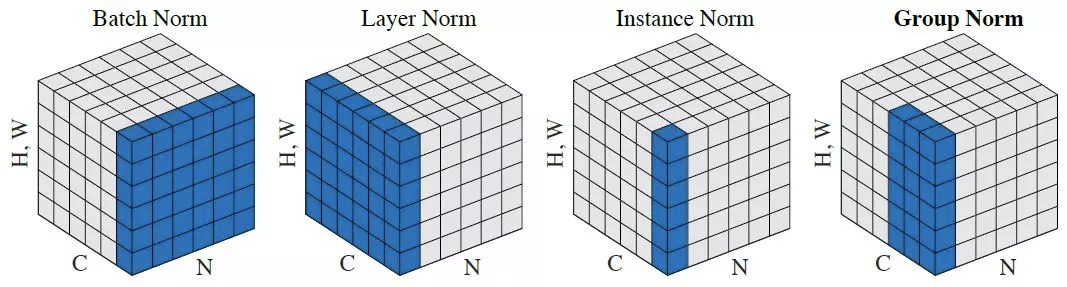 Batch Norm
Layer Norm
Instance Norm
Group Norm
H, W
C
N
H, W
C
N
H, W
C
N
H, W
C
N